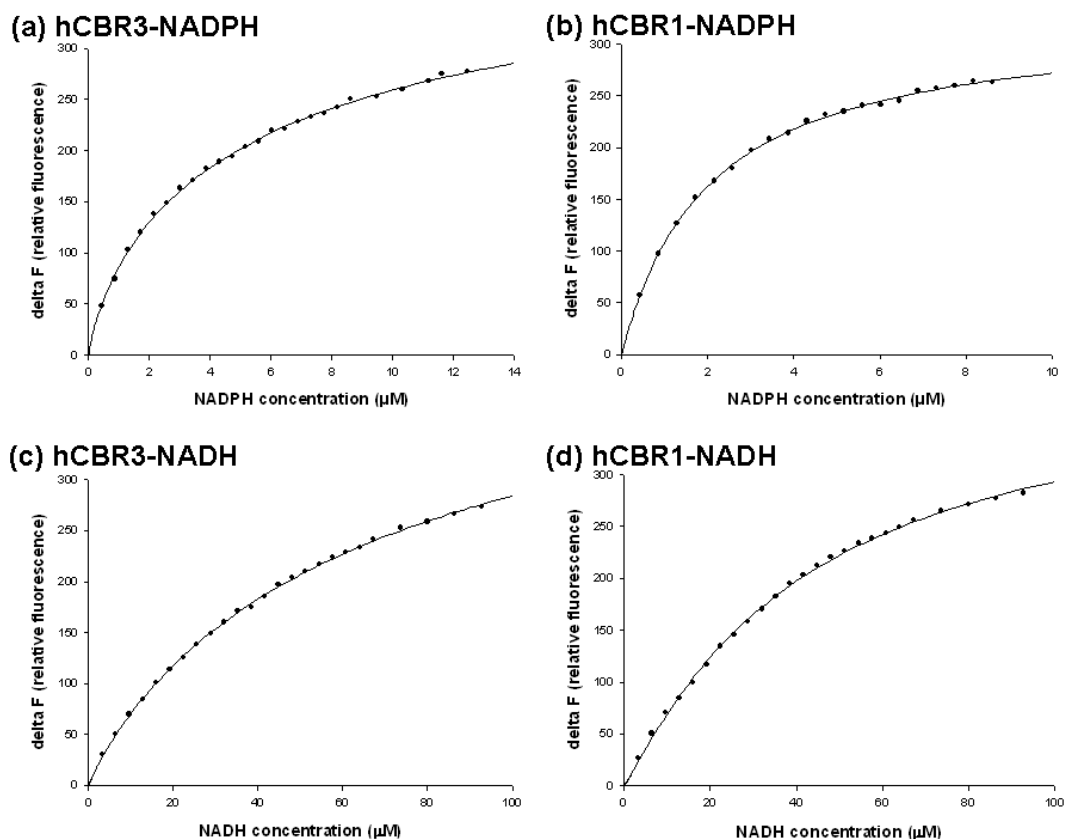 (a) hCBR3-NADPH
delta F (relative fluorescence)
300
250
200
150
100
50
0
0 2 4 6 8 10 12 14
NADPH concentration (µM)
(b) hCBR1-NADPH
delta F (relative fluorescence)
300
250
200
150
100
50
0
0 2 4 6 8 10
NADPH concentration (µM)
(c) hCBR3-NADH
delta F (relative fluorescence)
300
250
200
150
100
50
0
0 20 40 60 80 100
NADH concentration (µM)
(d) hCBR1-NADH
delta F (relative fluorescence)
300
250
200
150
100
50
0
0 20 40 60 80 100
NADH concentration (µM)